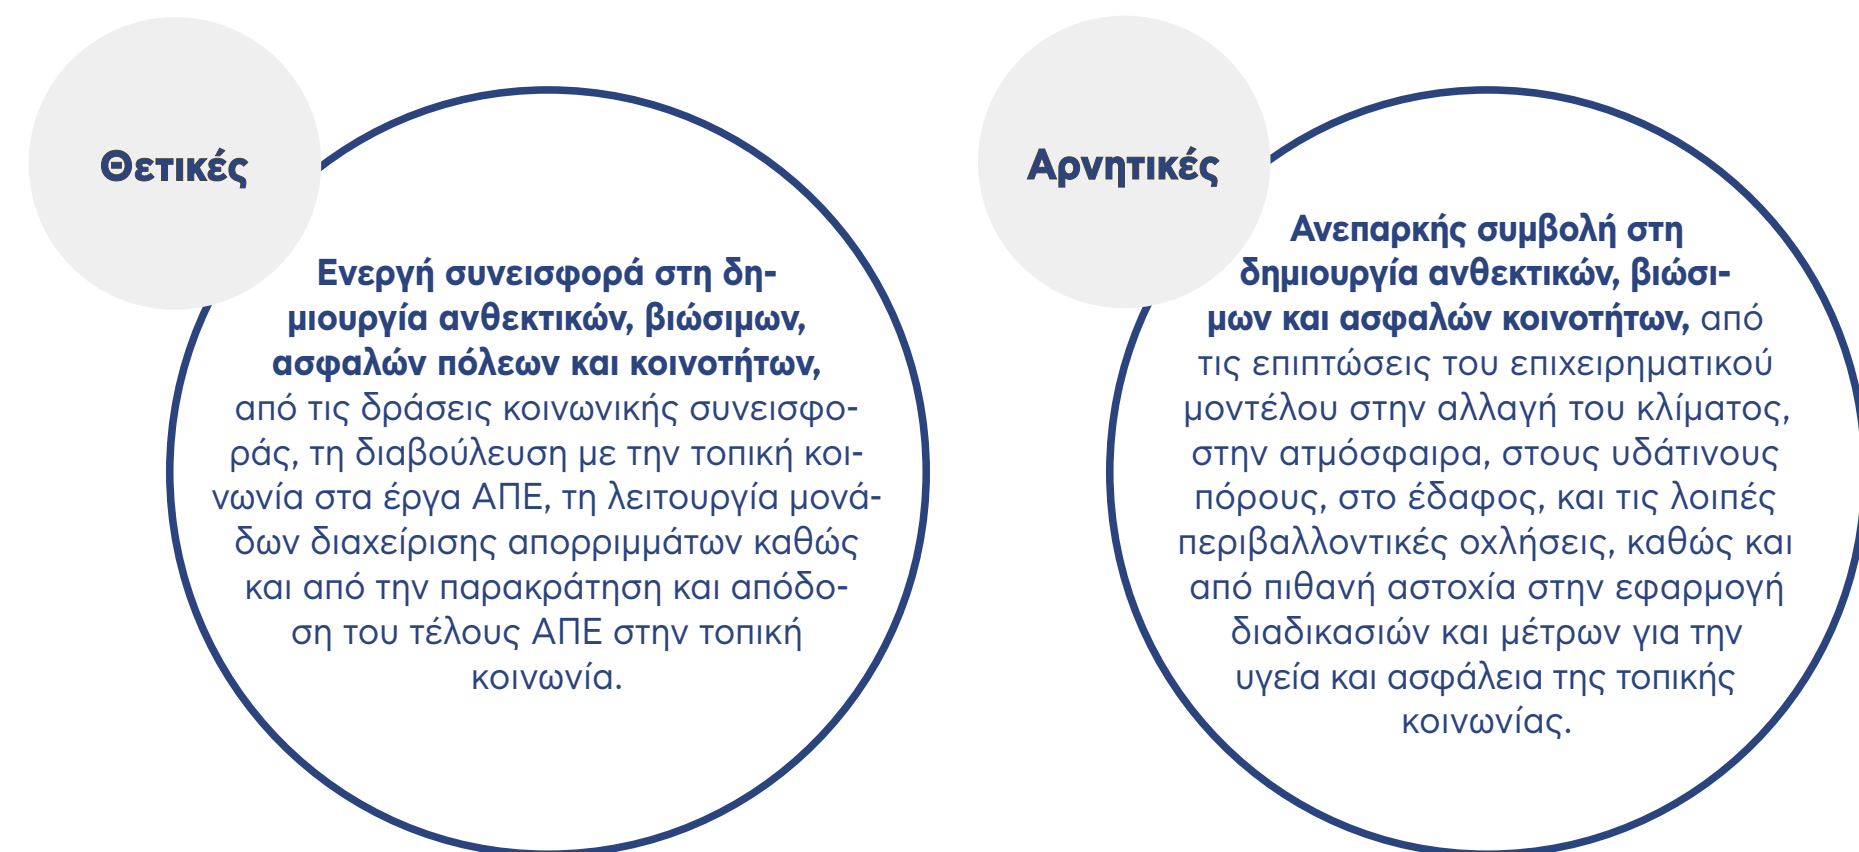 Θετικές
Ενεργή συνεισφορά στη δη-
μιουργία ανθεκτικών, βιώσιμων,
ασφαλών πόλεων και κοινοτήτων,
από τις δράσεις κοινωνικής συνεισφο-
ράς, τη διαβούλευση με την τοπική κοι-
νωνία στα έργα ΑΠΕ, τη λειτουργία μονά-
δων διαχείρισης απορριμμάτων καθώς
και από την παρακράτηση και απόδο-
ση του τέλους ΑΠΕ στην τοπική
κοινωνία.
Αρνητικές
Ανεπαρκής συμβολή στη
δημιουργία ανθεκτικών, βιώσι-
μων και ασφαλών κοινοτήτων, από
τις επιπτώσεις του επιχειρηματικού
μοντέλου στην αλλαγή του κλίματος,
στην ατμόσφαιρα, στους υδάτινους
πόρους, στο έδαφος, και τις λοιπές
περιβαλλοντικές οχλήσεις, καθώς και
από πιθανή αστοχία στην εφαρμογή
διαδικασιών και μέτρων για την
υγεία και ασφάλεια της τοπικής
κοινωνίας.